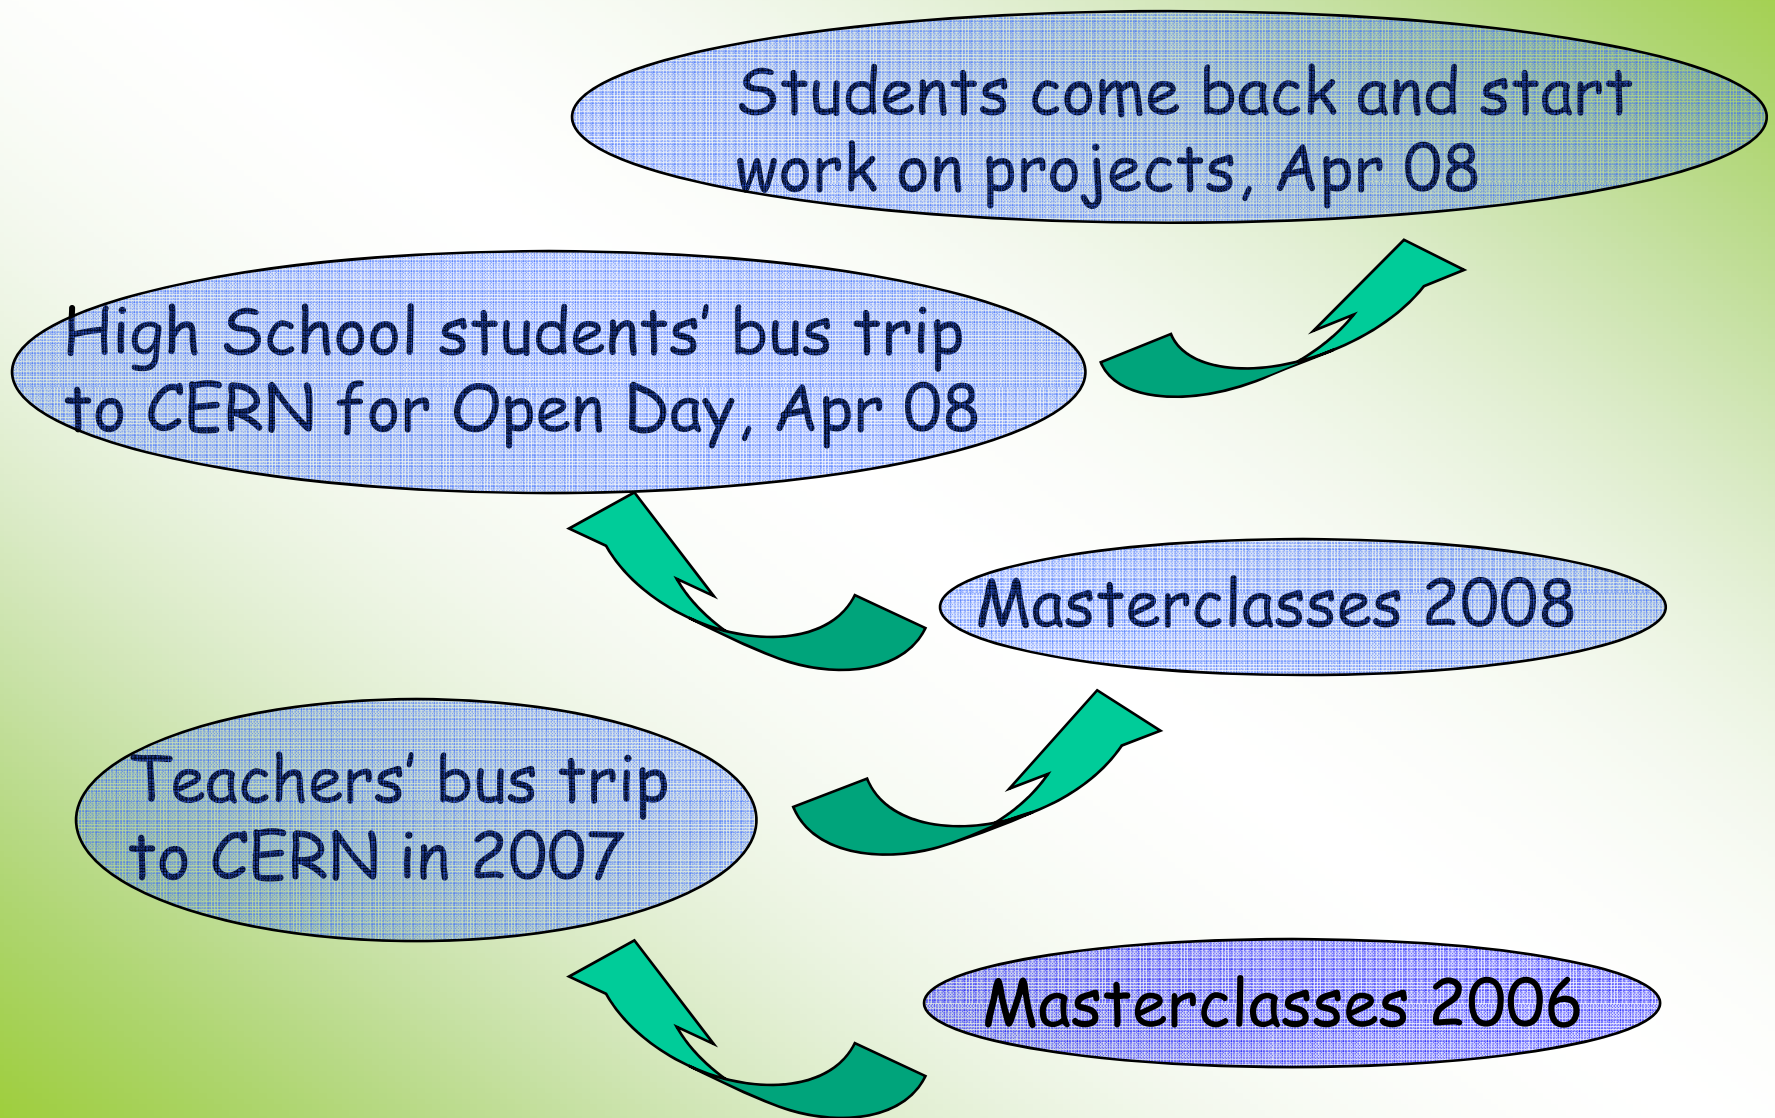 Students come back and start
work on projects, Apr 08
High School students’ bus trip
to CERN for Open Day, Apr 08
Masterclasses 2008
Teachers’ bus trip
to CERN in 2007
Masterclasses 2006